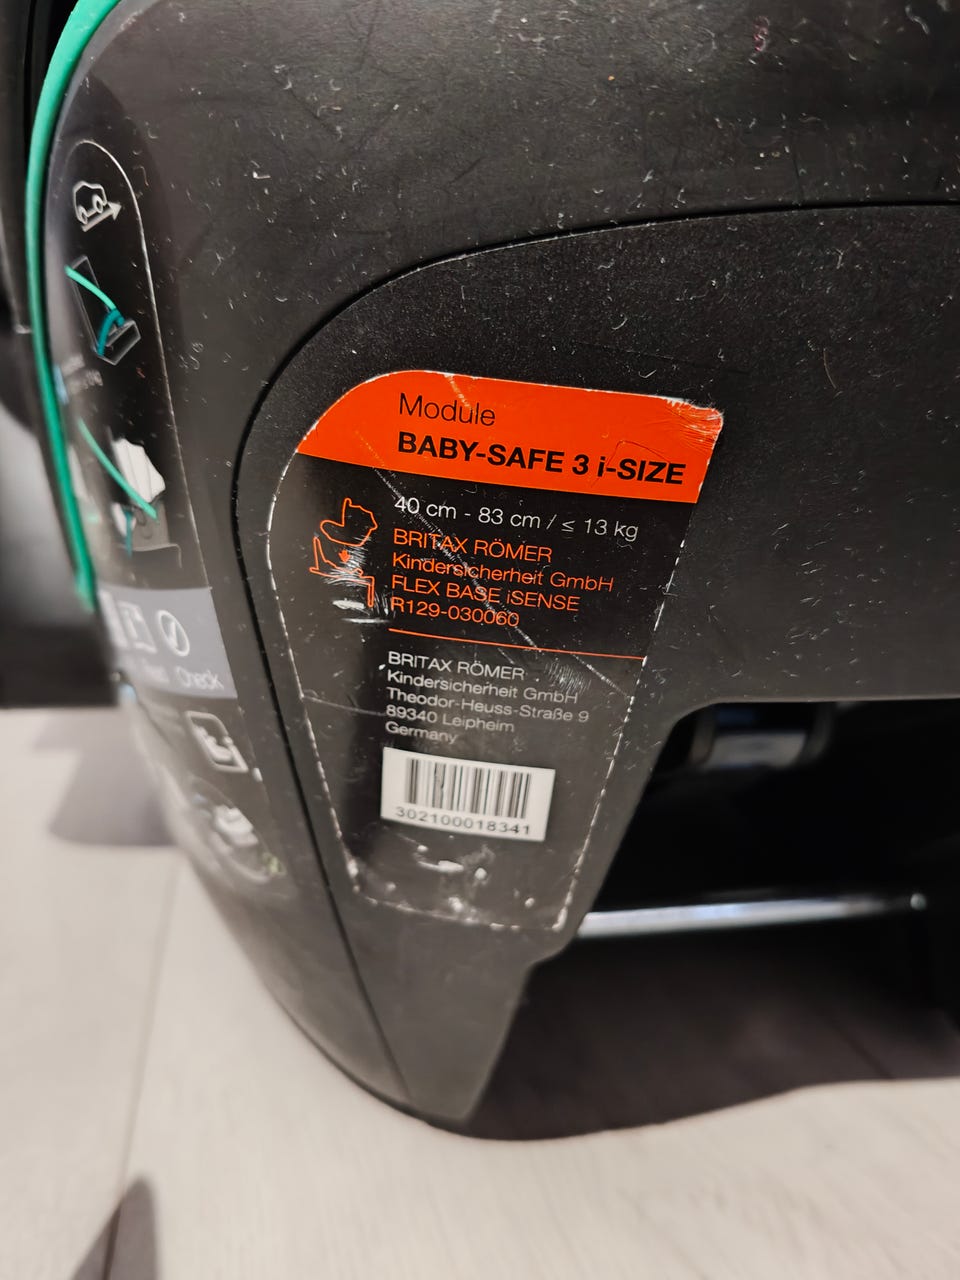 Module
BABY-SAFE 3 i-SIZE
40 cm - 83 cm / ≤ 13 kg
BRITAX RÖMER
Kindersicherheit GmbH
FLEX BASE iSENSE
R129-030060
BRITAX RÖMER
Kindersicherheit GmbH
Theodor-Heuss-Straße 9
89340 Leipheim
Germany
302100018341
Check